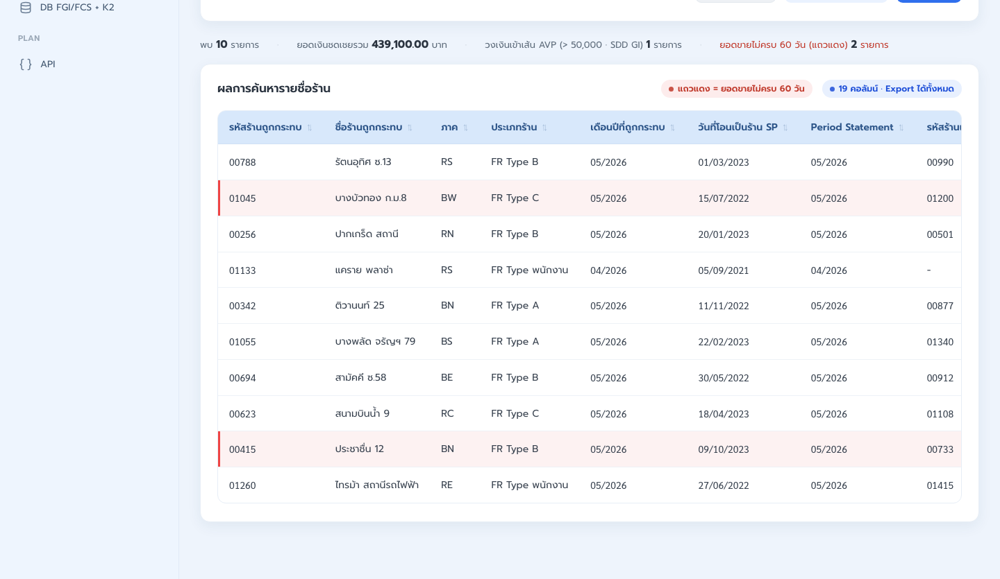 DB FGI/FCS + K2
PLAN
{ } API
พบ 10 รายการ · ยอดเงินชดเชยรวม 439,100.00 บาท · วงเงินเข้าเส้น AVP (> 50,000 · SDD GI) 1 รายการ · ยอดขายไม่ครบ 60 วัน (แถวแดง) 2 รายการ
ผลการค้นหารายชื่อร้าน
แถวแดง = ยอดขายไม่ครบ 60 วัน
19 คอลัมน์ · Export ได้ทั้งหมด
รหัสร้านถูกกระทบ ชื่อร้านถูกกระทบ ภาค ประเภทร้าน เดือนปีที่ถูกกระทบ วันที่โอนเป็นร้าน SP Period Statement รหัสร้าน
00788 รัตนอุทิศ ซ.13 RS FR Type B 05/2026 01/03/2023 05/2026 00990
01045 บางบัวทอง ก.ม.8 BW FR Type C 05/2026 15/07/2022 05/2026 01200
00256 ปากเกร็ด สถานี RN FR Type B 05/2026 20/01/2023 05/2026 00501
01133 แคราย พลาซ่า RS FR Type พนักงาน 04/2026 05/09/2021 04/2026 -
00342 ติวานนท์ 25 BN FR Type A 05/2026 11/11/2022 05/2026 00877
01055 บางพลัด จรัญฯ 79 BS FR Type A 05/2026 22/02/2023 05/2026 01340
00694 สามัคคี ซ.58 BE FR Type B 05/2026 30/05/2022 05/2026 00912
00623 สนามบินน้ำ 9 RC FR Type C 05/2026 18/04/2023 05/2026 01108
00415 ประชาชื่น 12 BN FR Type B 05/2026 09/10/2023 05/2026 00733
01260 ไทรม้า สถานีรถไฟฟ้า RE FR Type พนักงาน 05/2026 27/06/2022 05/2026 01415